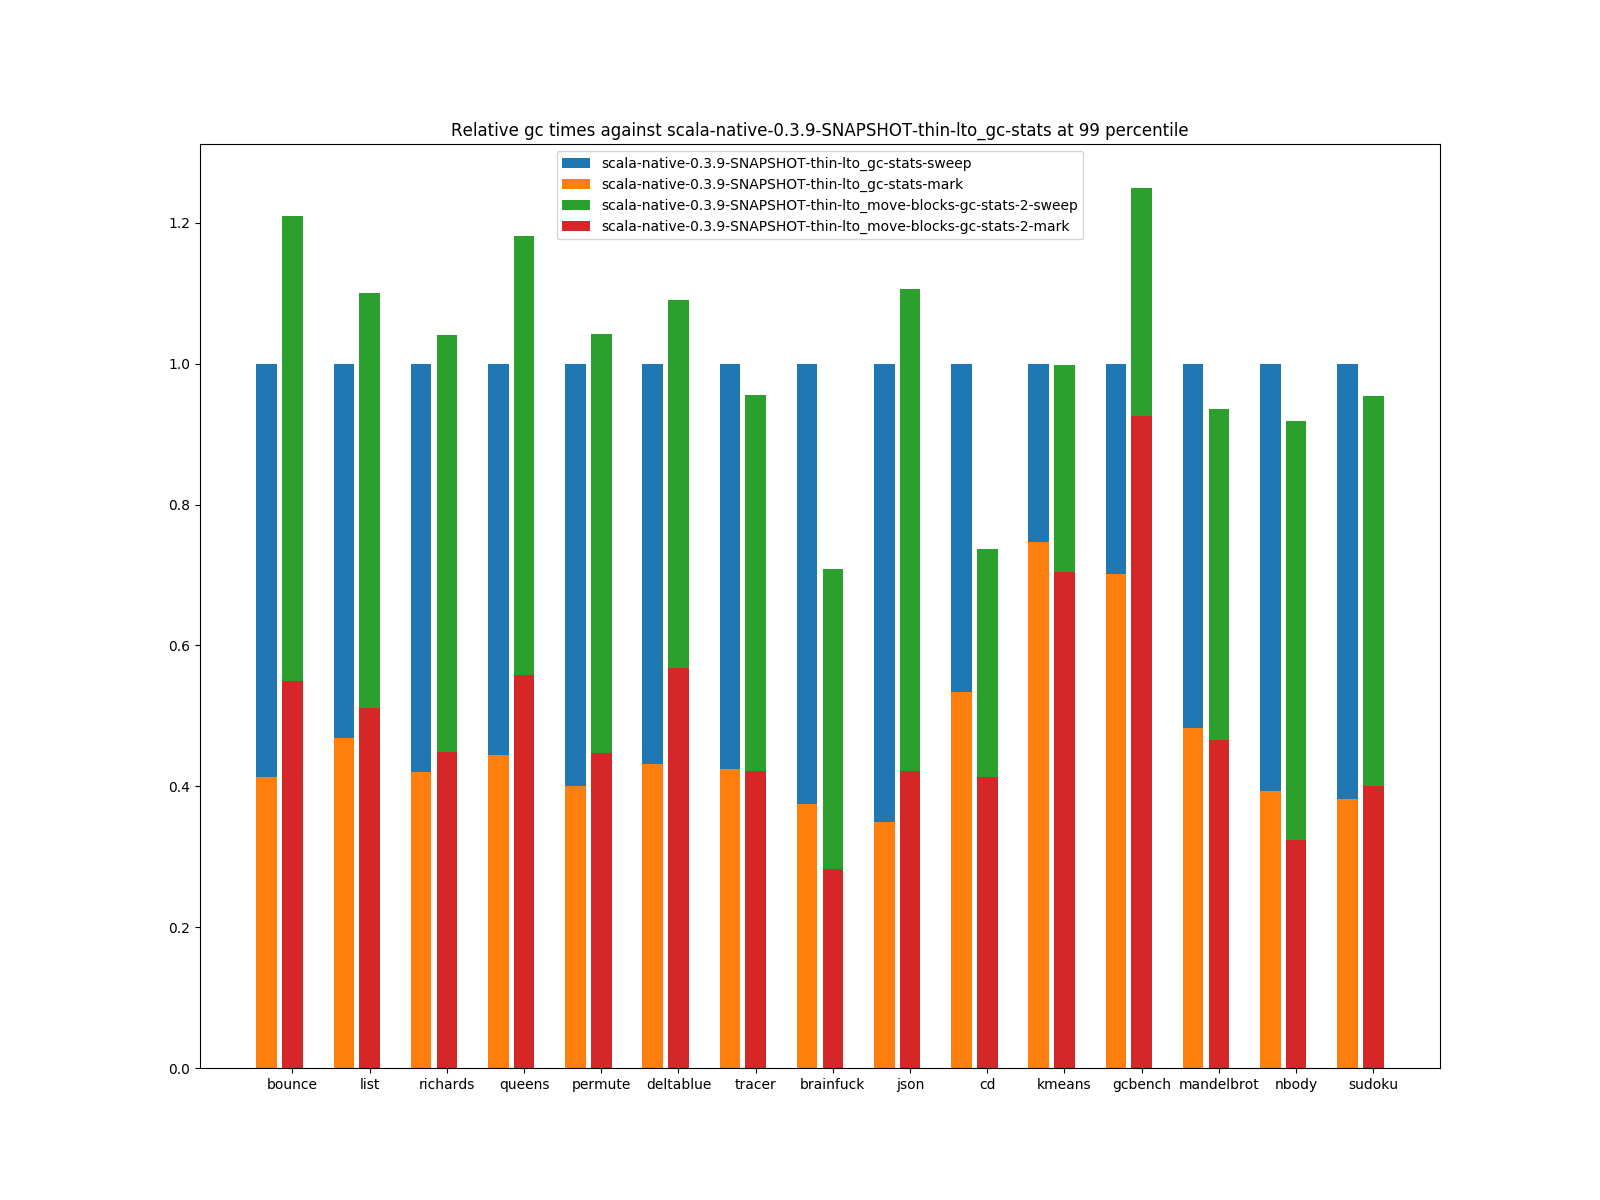 Relative gc times against scala-native-0.3.9-SNAPSHOT-thin-lto_gc-stats at 99 percentile
scala-native-0.3.9-SNAPSHOT-thin-lto_gc-stats-sweep
scala-native-0.3.9-SNAPSHOT-thin-lto_gc-stats-mark
scala-native-0.3.9-SNAPSHOT-thin-lto_move-blocks-gc-stats-2-sweep
scala-native-0.3.9-SNAPSHOT-thin-lto_move-blocks-gc-stats-2-mark
1.2
1.0
0.8
0.6
0.4
0.2
0.0
bounce list richards queens permute deltablue tracer brainfuck json cd kmeans gcbench mandelbrot nbody sudoku